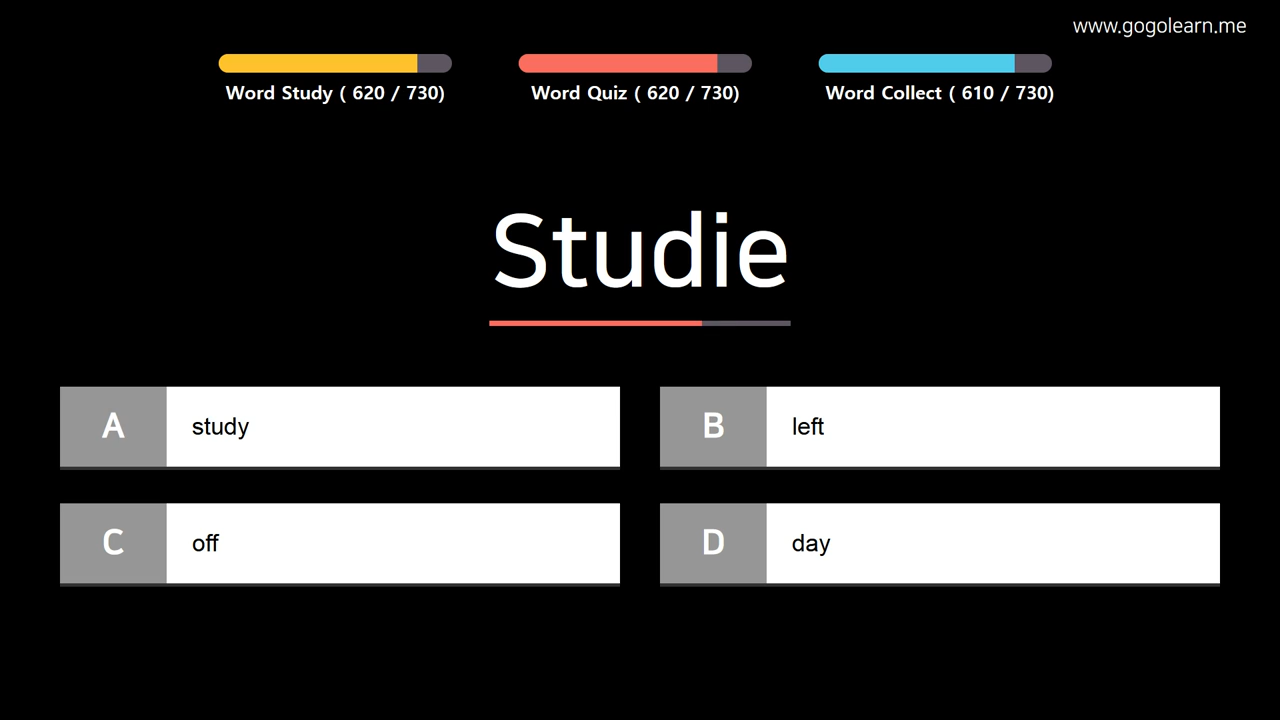 www.gogolearn.me
Word Study ( 620 / 730)
Word Quiz ( 620 / 730)
Word Collect ( 610 / 730)
Studie
A study
B left
C off
D day